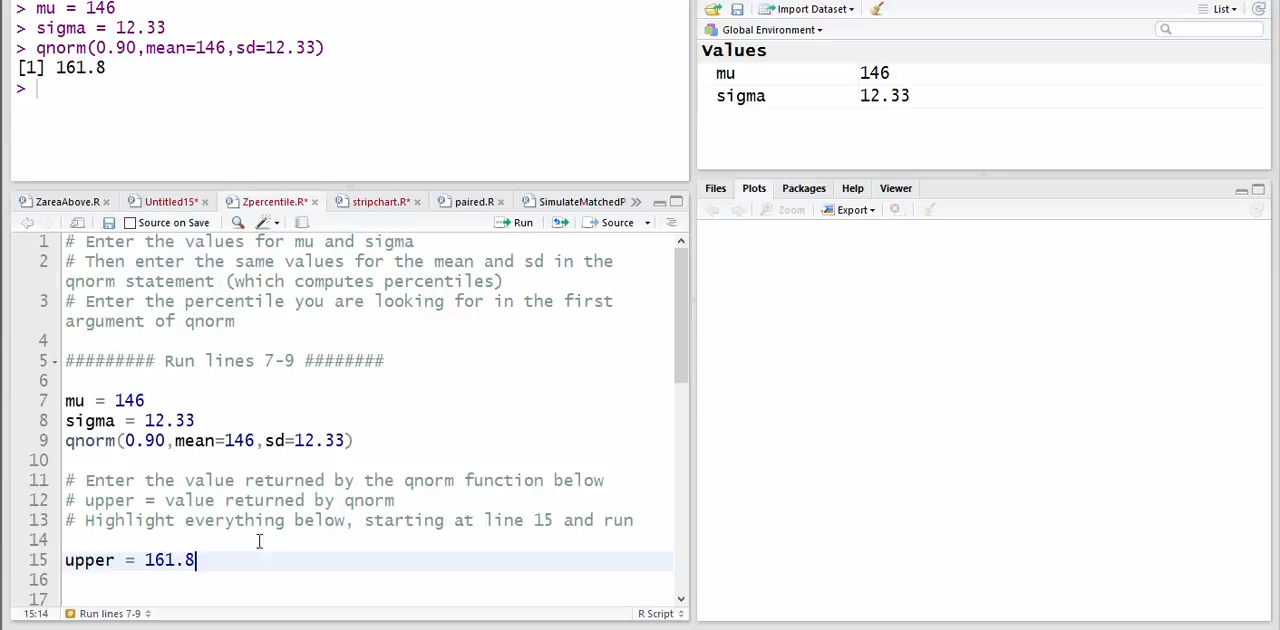 > mu = 146
> sigma = 12.33
> qnorm(0.90,mean=146,sd=12.33)
[1] 161.8
>
Import Dataset
List
Global Environment
Values
mu 146
sigma 12.33
ZareaAbove.R Untitled15* Zpercentile.R* stripchart.R* paired.R SimulateMatchedP
Source on Save Run Source
1 # Enter the values for mu and sigma
2 # Then enter the same values for the mean and sd in the
qnorm statement (which computes percentiles)
3 # Enter the percentile you are looking for in the first
argument of qnorm
4
5 ######### Run lines 7-9 ########
6
7 mu = 146
8 sigma = 12.33
9 qnorm(0.90,mean=146,sd=12.33)
10
11 # Enter the value returned by the qnorm function below
12 # upper = value returned by qnorm
13 # Highlight everything below, starting at line 15 and run
14
15 upper = 161.8
16
17
15:14 # Run lines 7-9 R Script
Files Plots Packages Help Viewer
Zoom Export